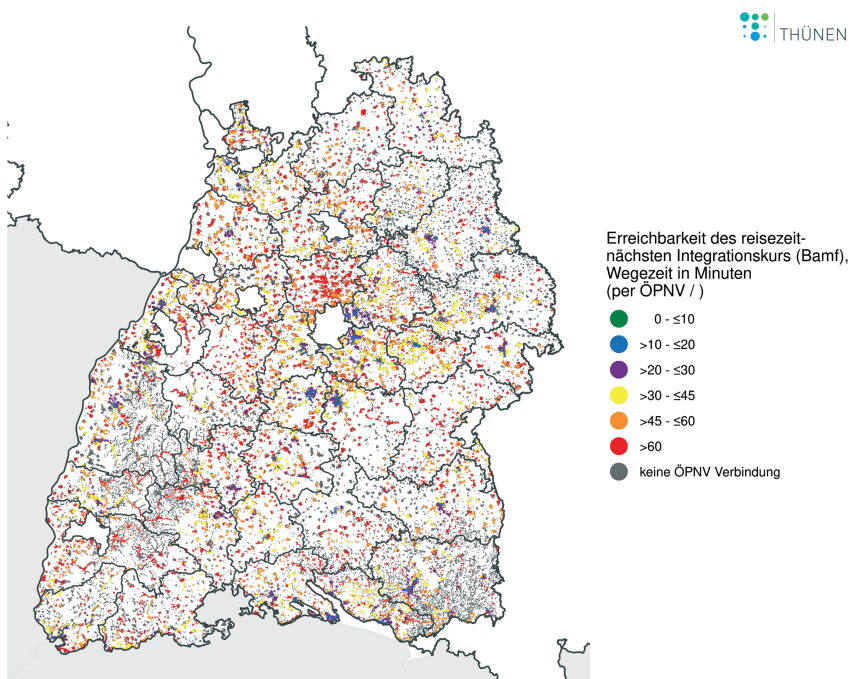 THÜNEN
Erreichbarkeit des reisezeit-
nächsten Integrationskurs (Bamf),
Wegezeit in Minuten
(per ÖPNV / )
0 - ≤10
>10 - ≤20
>20 - ≤30
>30 - ≤45
>45 - ≤60
>60
keine ÖPNV Verbindung